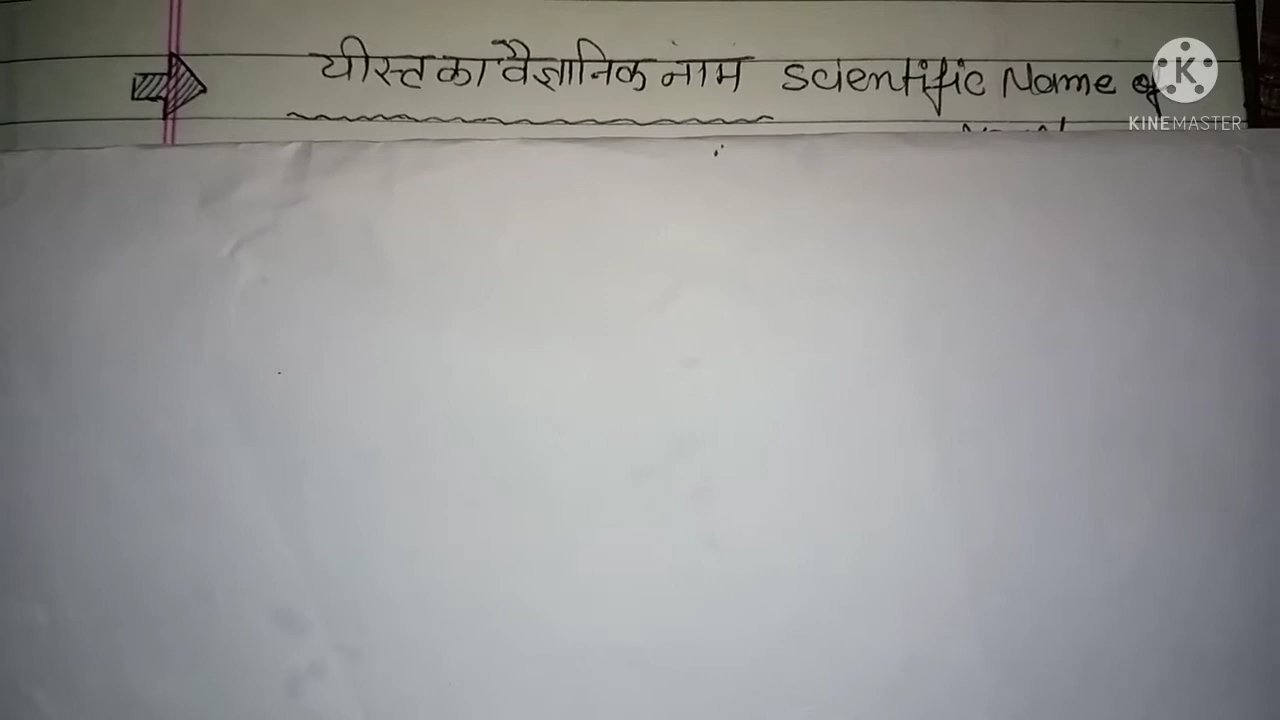 यीस्त का वैज्ञानिक नाम Scientific Name of
KINEMASTER